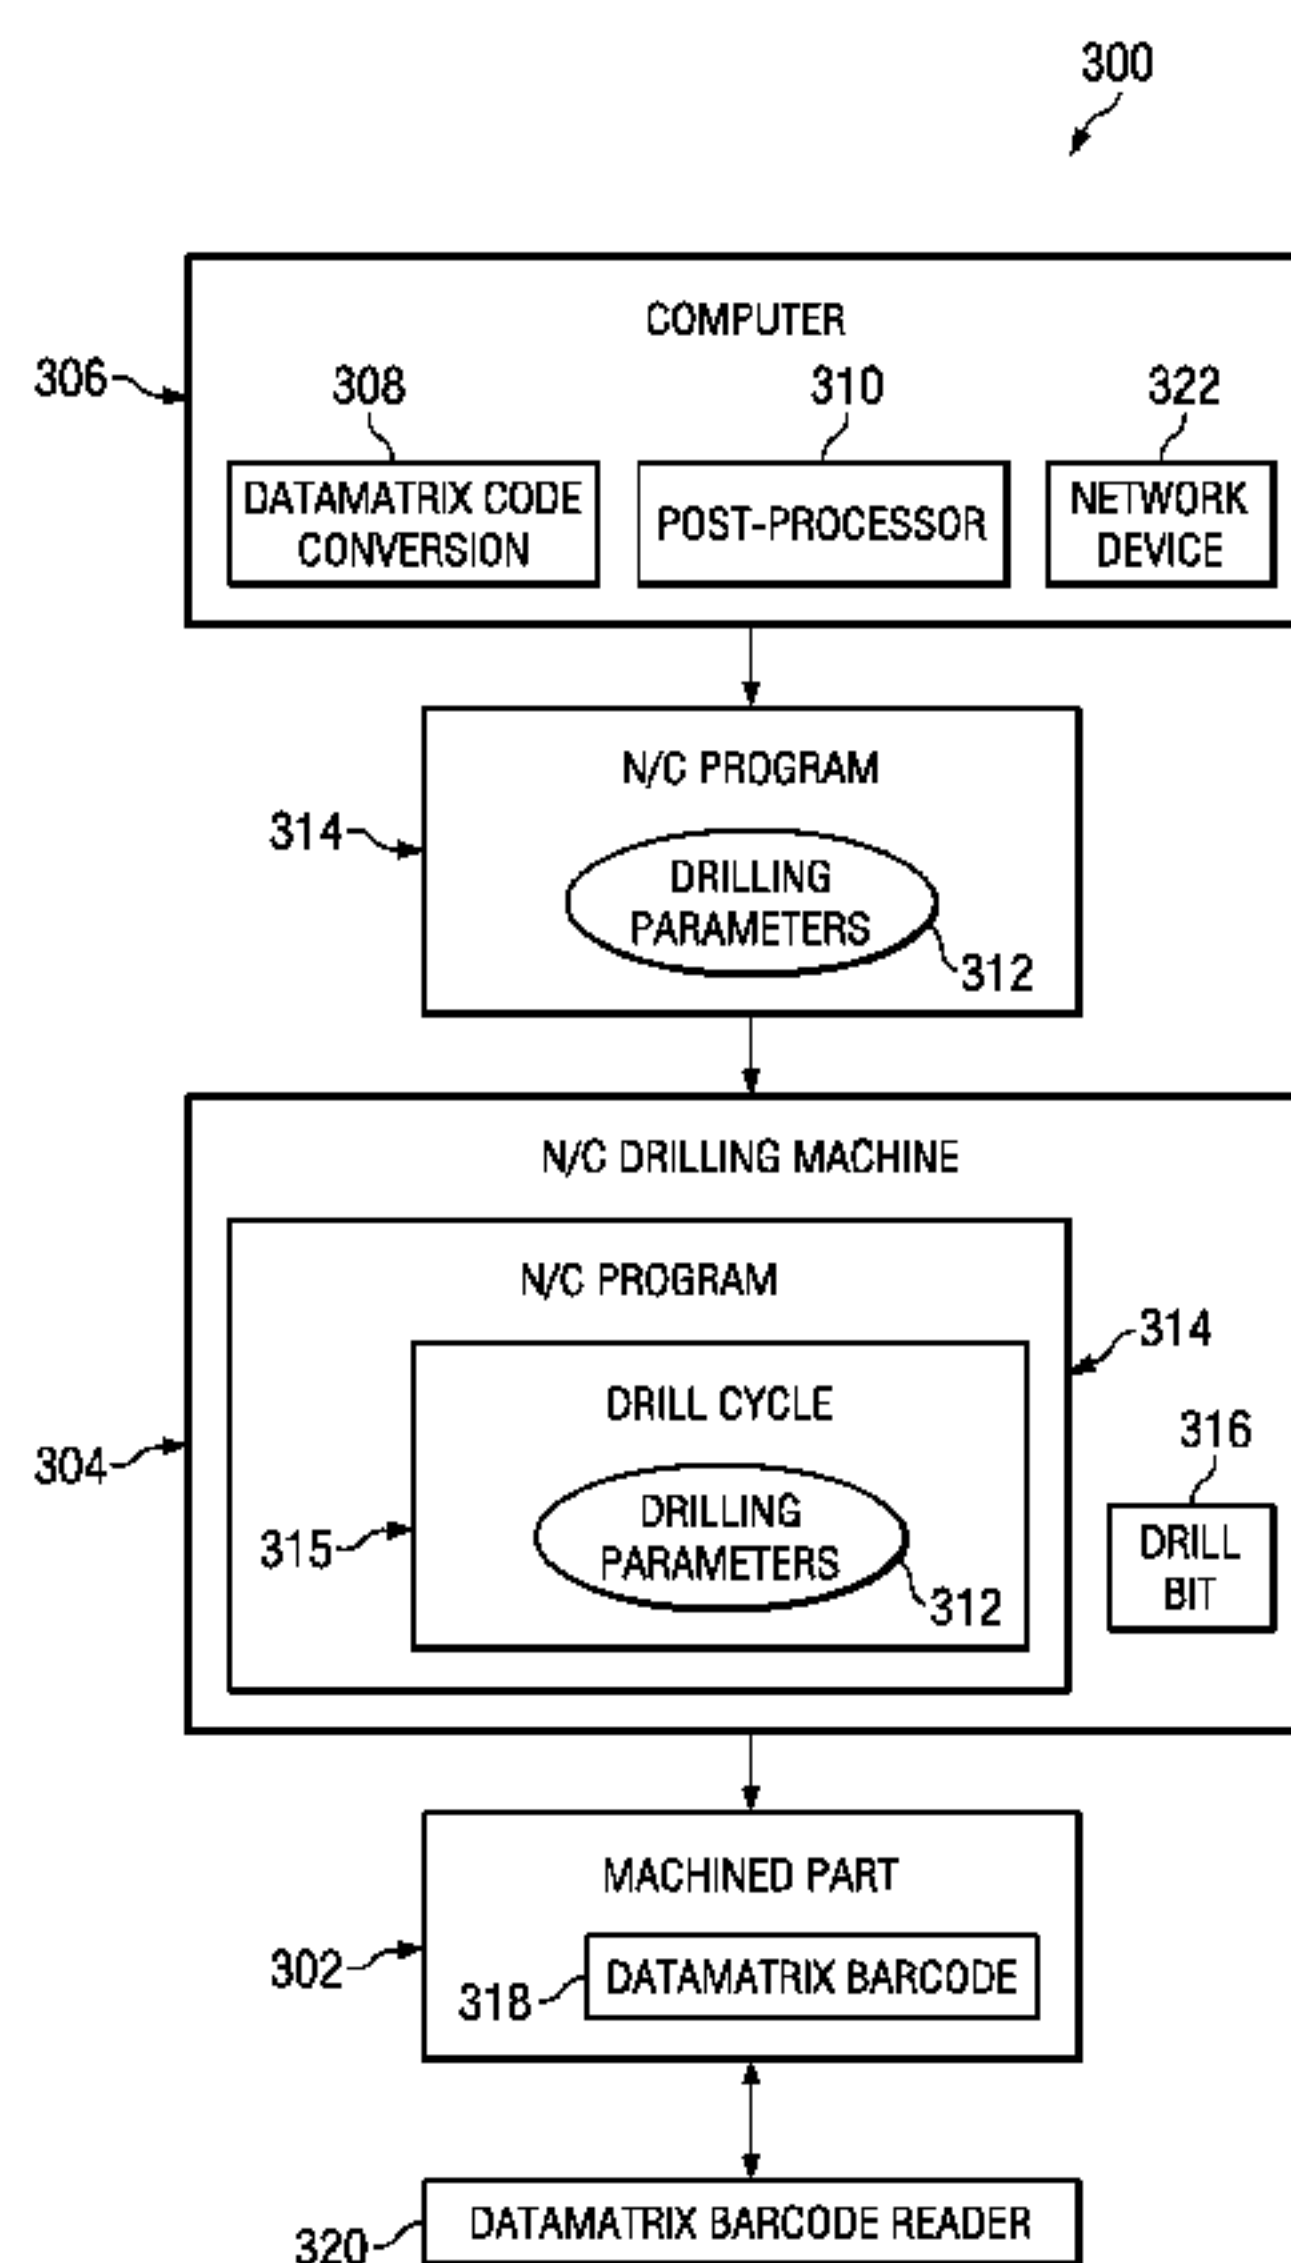 300
COMPUTER
306
308
310
322
DATAMATRIX CODE
CONVERSION
POST-PROCESSOR
NETWORK
DEVICE
N/C PROGRAM
314
DRILLING
PARAMETERS
312
N/C DRILLING MACHINE
N/C PROGRAM
314
DRILL CYCLE
316
304
DRILLING
PARAMETERS
315
312
DRILL
BIT
MACHINED PART
302
DATAMATRIX BARCODE
318
DATAMATRIX BARCODE READER
320